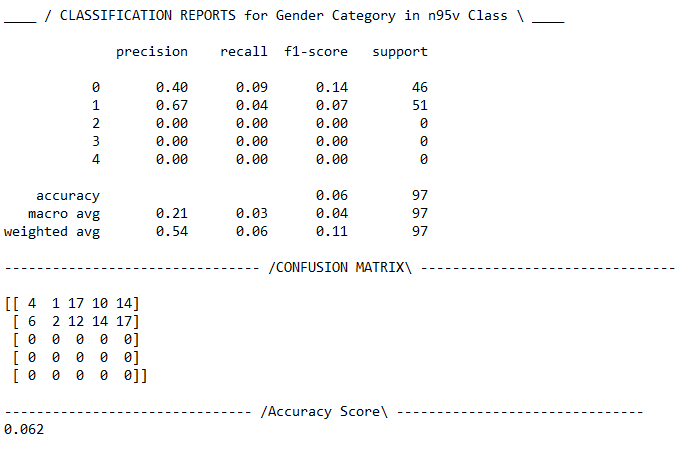 ____ / CLASSIFICATION REPORTS for Gender Category in n95v Class \ ____
precision recall f1-score support
0 0.40 0.09 0.14 46
1 0.67 0.04 0.07 51
2 0.00 0.00 0.00 0
3 0.00 0.00 0.00 0
4 0.00 0.00 0.00 0
accuracy 0.06 97
macro avg 0.21 0.03 0.04 97
weighted avg 0.54 0.06 0.11 97
-------------------------------- /CONFUSION MATRIX\ --------------------------------
[[ 4 1 17 10 14]
[ 6 2 12 14 17]
[ 0 0 0 0 0]
[ 0 0 0 0 0]
[ 0 0 0 0 0]]
------------------------------- /Accuracy Score\ -------------------------------
0.062